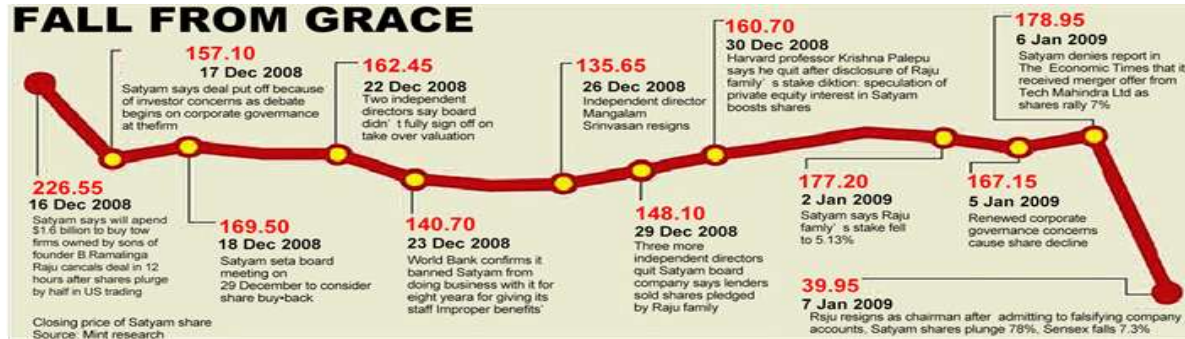 FALL FROM GRACE
226.55
16 Dec 2008
Satyam says will apend
$1.6 billion to buy tow
firms owned by sons of
founder B.Ramalinga
Raju cancals deal in 12
hours after shares plurge
by half in US trading
157.10
17 Dec 2008
Satyam says deal put off because
of investor concerns as debate
begins on corporate govermance
at thefirm
169.50
18 Dec 2008
Satyam seta board
meeting on
29 December to consider
share buy•back
162.45
22 Dec 2008
Two independent
directors say board
didn' t fully sign off on
take over valuation
140.70
23 Dec 2008
World Bank confirms it
banned Satyam from
doing business with it for
eight yeara for giving its
staff Improper benefits'
135.65
26 Dec 2008
Independent director
Mangalam
Srinvasan resigns
148.10
29 Dec 2008
Three more
independent directors
quit Satyam board
company says lenders
sold shares pledged
by Raju family
160.70
30 Dec 2008
Harvard professor Krishna Palepu
says he quit after disclosure of Raju
family' s stake diktion: speculation of
private equity interest in Satyam
boosts shares
177.20
2 Jan 2009
Satyam says Raju
famly' s stake fell
to 5.13%
167.15
5 Jan 2009
Renewed corporate
governance concerns
cause share decline
178.95
6 Jan 2009
Satyam denies report in
The Economic Times that it
received merger offer from
Tech Mahindra Ltd as
shares rally 7%
39.95
7 Jan 2009
Rsju resigns as chairman after admitting to falsifying company
accounts, Satyam shares plunge 78%, Sensex falls 7.3%
Closing price of Satyam share
Source: Mint research